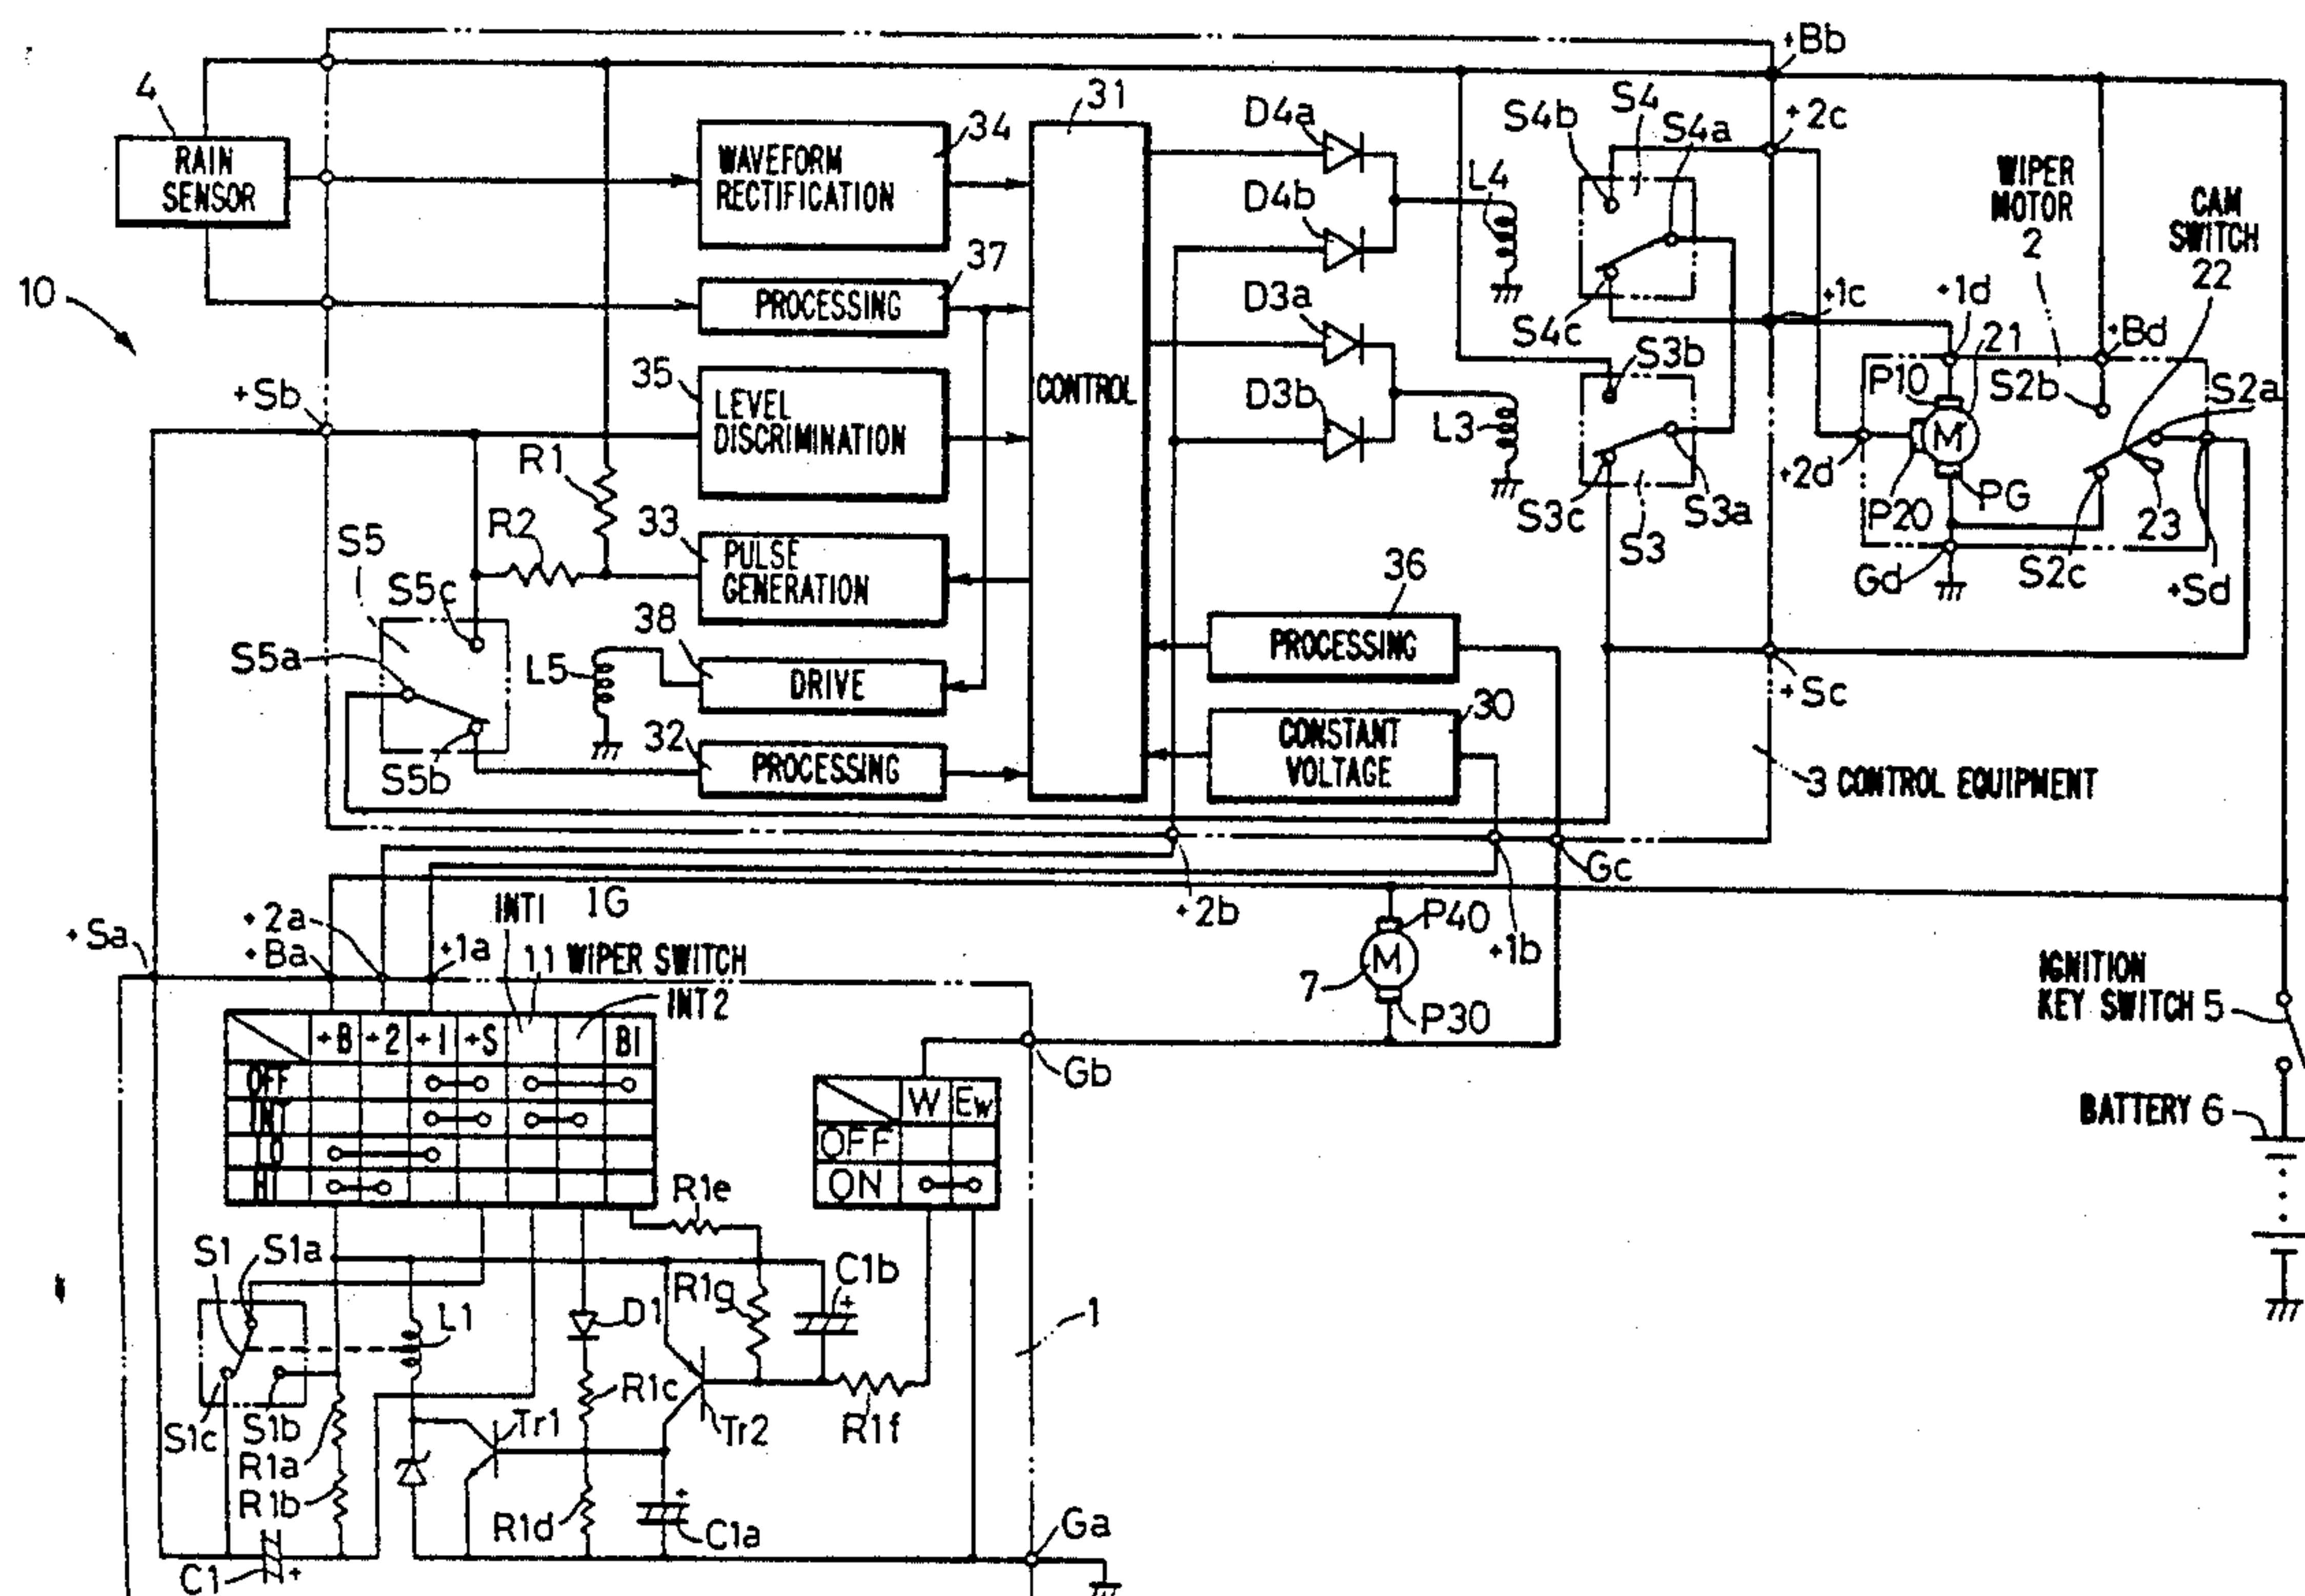 +Bb
4
31
S4b
S4
S4a
+2c
D4a
34
RAIN
SENSOR
WAVEFORM
RECTIFICATION
L4
WIPER
MOTOR
2
CAM
SWITCH
22
D4b
37
10
PROCESSING
D3a
S4c
+1c
+1d
21
+Bd
S3b
35
+Sb
LEVEL
DISCRIMINATION
CONTROL
D3b
L3
P10
S2b
S2a
M
+2d
R1
R2
33
S3c
S3a
S3
P20
PG
23
S5
S5c
PULSE
GENERATION
36
Gd
S2c
+Sd
S5a
L5
38
DRIVE
PROCESSING
+Sc
30
32
CONSTANT
VOLTAGE
S5b
PROCESSING
3 CONTROL EQUIPMENT
Gc
INT1
1G
+2b
P40
+1b
+Sa
+2a
+Ba
+1a
11 WIPER SWITCH
INT2
7
M
P30
IGNITION
KEY SWITCH 5
+B +2 +1 +S B1
Gb
OFF
INT
LO
HI
W Ew
OFF
ON
BATTERY 6
R1e
S1
S1a
L1
D1
R1g
C1b
1
R1c
S1c
S1b
Tr1
Tr2
R1f
R1a
R1b
R1d
C1a
Ga
C1
+
+
+